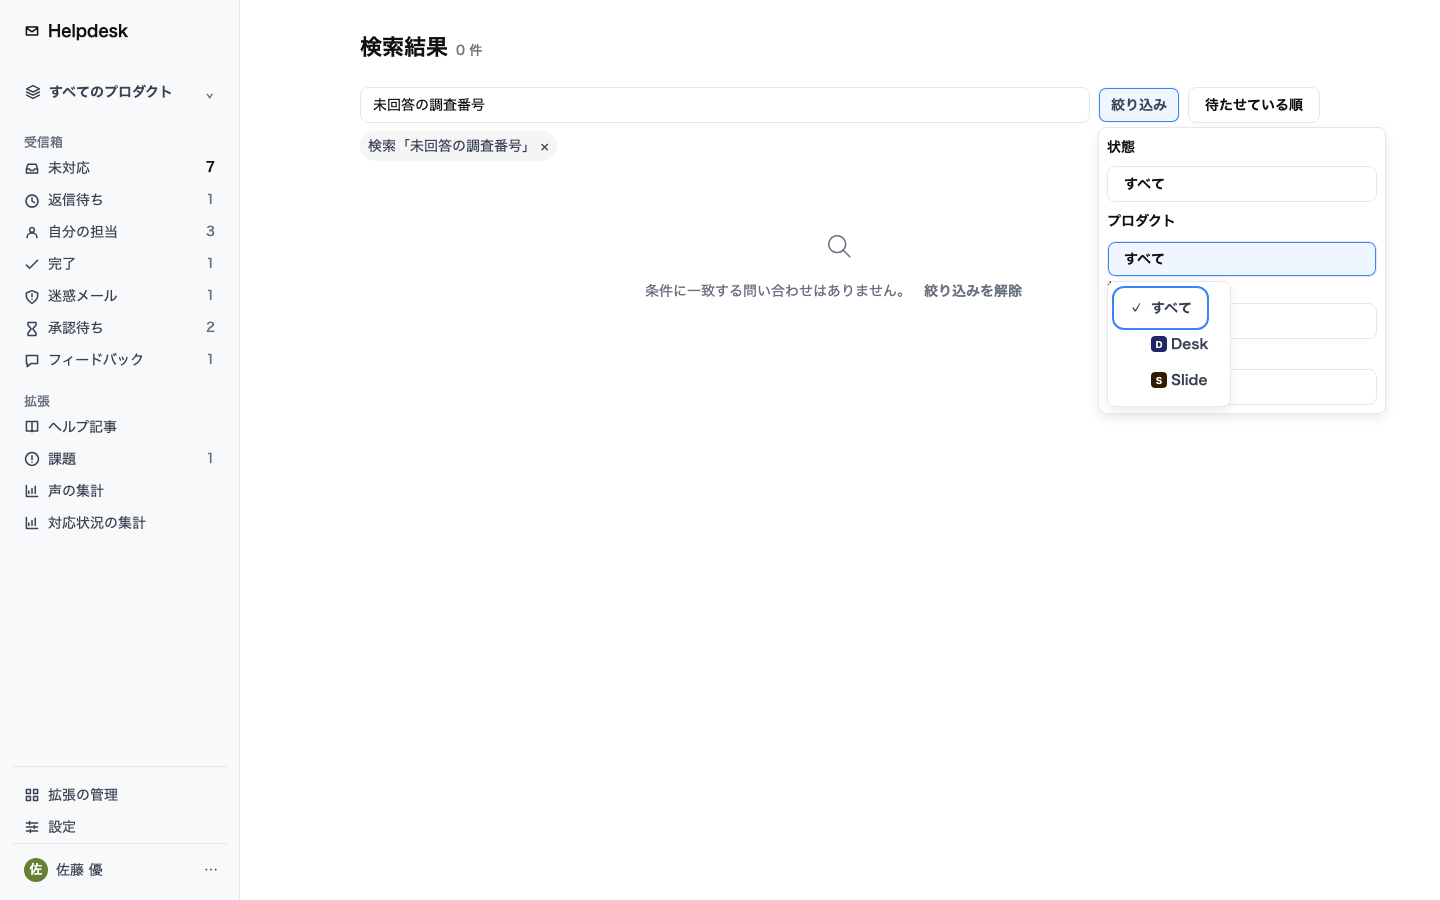 Helpdesk
すべてのプロダクト
受信箱
未対応 7
返信待ち 1
自分の担当 3
完了 1
迷惑メール 1
承認待ち 2
フィードバック 1
拡張
ヘルプ記事
課題 1
声の集計
対応状況の集計
拡張の管理
設定
佐 佐藤 優 …
検索結果 0 件
未回答の調査番号
絞り込み
待たせている順
検索「未回答の調査番号」 ×
条件に一致する問い合わせはありません。 絞り込みを解除
状態
すべて
プロダクト
すべて
✓ すべて
D Desk
S Slide